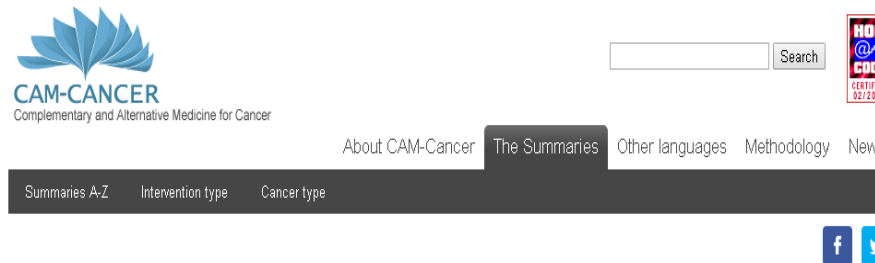 Search
CAM-CANCER
Complementary and Alternative Medicine for Cancer
About CAM-Cancer The Summaries Other languages Methodology
Summaries A-Z Intervention type Cancer type
f